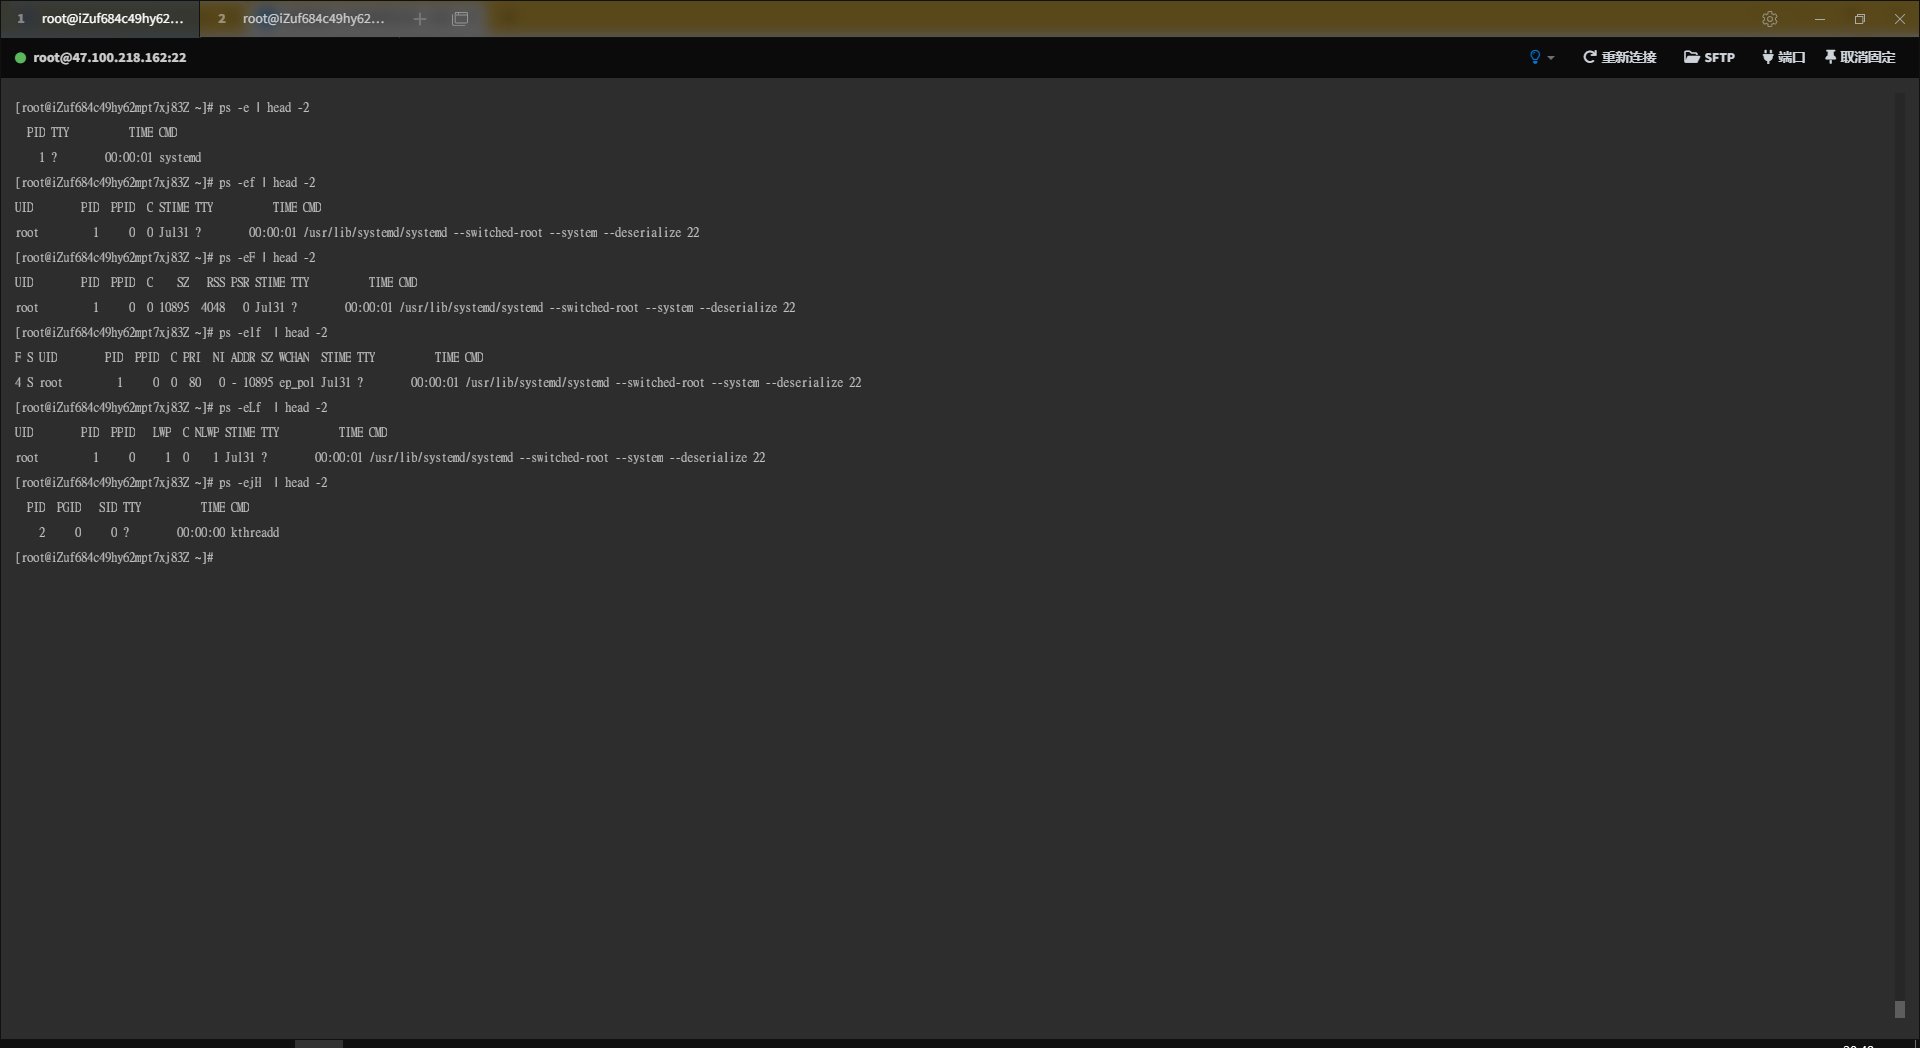 1 root@iZuf684c49hy62... 2 root@iZuf684c49hy62...
root@47.100.218.162:22 重新连接 SFTP 端口 取消固定
[root@iZuf684c49hy62mpt7xj83Z ~]# ps -e | head -2
  PID TTY          TIME CMD
    1 ?        00:00:01 systemd
[root@iZuf684c49hy62mpt7xj83Z ~]# ps -ef | head -2
UID        PID  PPID  C STIME TTY          TIME CMD
root         1     0  0 Jul31 ?        00:00:01 /usr/lib/systemd/systemd --switched-root --system --deserialize 22
[root@iZuf684c49hy62mpt7xj83Z ~]# ps -eF | head -2
UID        PID  PPID  C    SZ   RSS PSR STIME TTY          TIME CMD
root         1     0  0 10895  4048   0 Jul31 ?        00:00:01 /usr/lib/systemd/systemd --switched-root --system --deserialize 22
[root@iZuf684c49hy62mpt7xj83Z ~]# ps -elf  | head -2
F S UID        PID  PPID  C PRI  NI ADDR SZ WCHAN  STIME TTY          TIME CMD
4 S root         1     0  0  80   0 - 10895 ep_pol Jul31 ?        00:00:01 /usr/lib/systemd/systemd --switched-root --system --deserialize 22
[root@iZuf684c49hy62mpt7xj83Z ~]# ps -eLf  | head -2
UID        PID  PPID   LWP  C NLWP STIME TTY          TIME CMD
root         1     0     1  0    1 Jul31 ?        00:00:01 /usr/lib/systemd/systemd --switched-root --system --deserialize 22
[root@iZuf684c49hy62mpt7xj83Z ~]# ps -ejH  | head -2
  PID  PGID   SID TTY          TIME CMD
    2     0     0 ?        00:00:00 kthreadd
[root@iZuf684c49hy62mpt7xj83Z ~]#